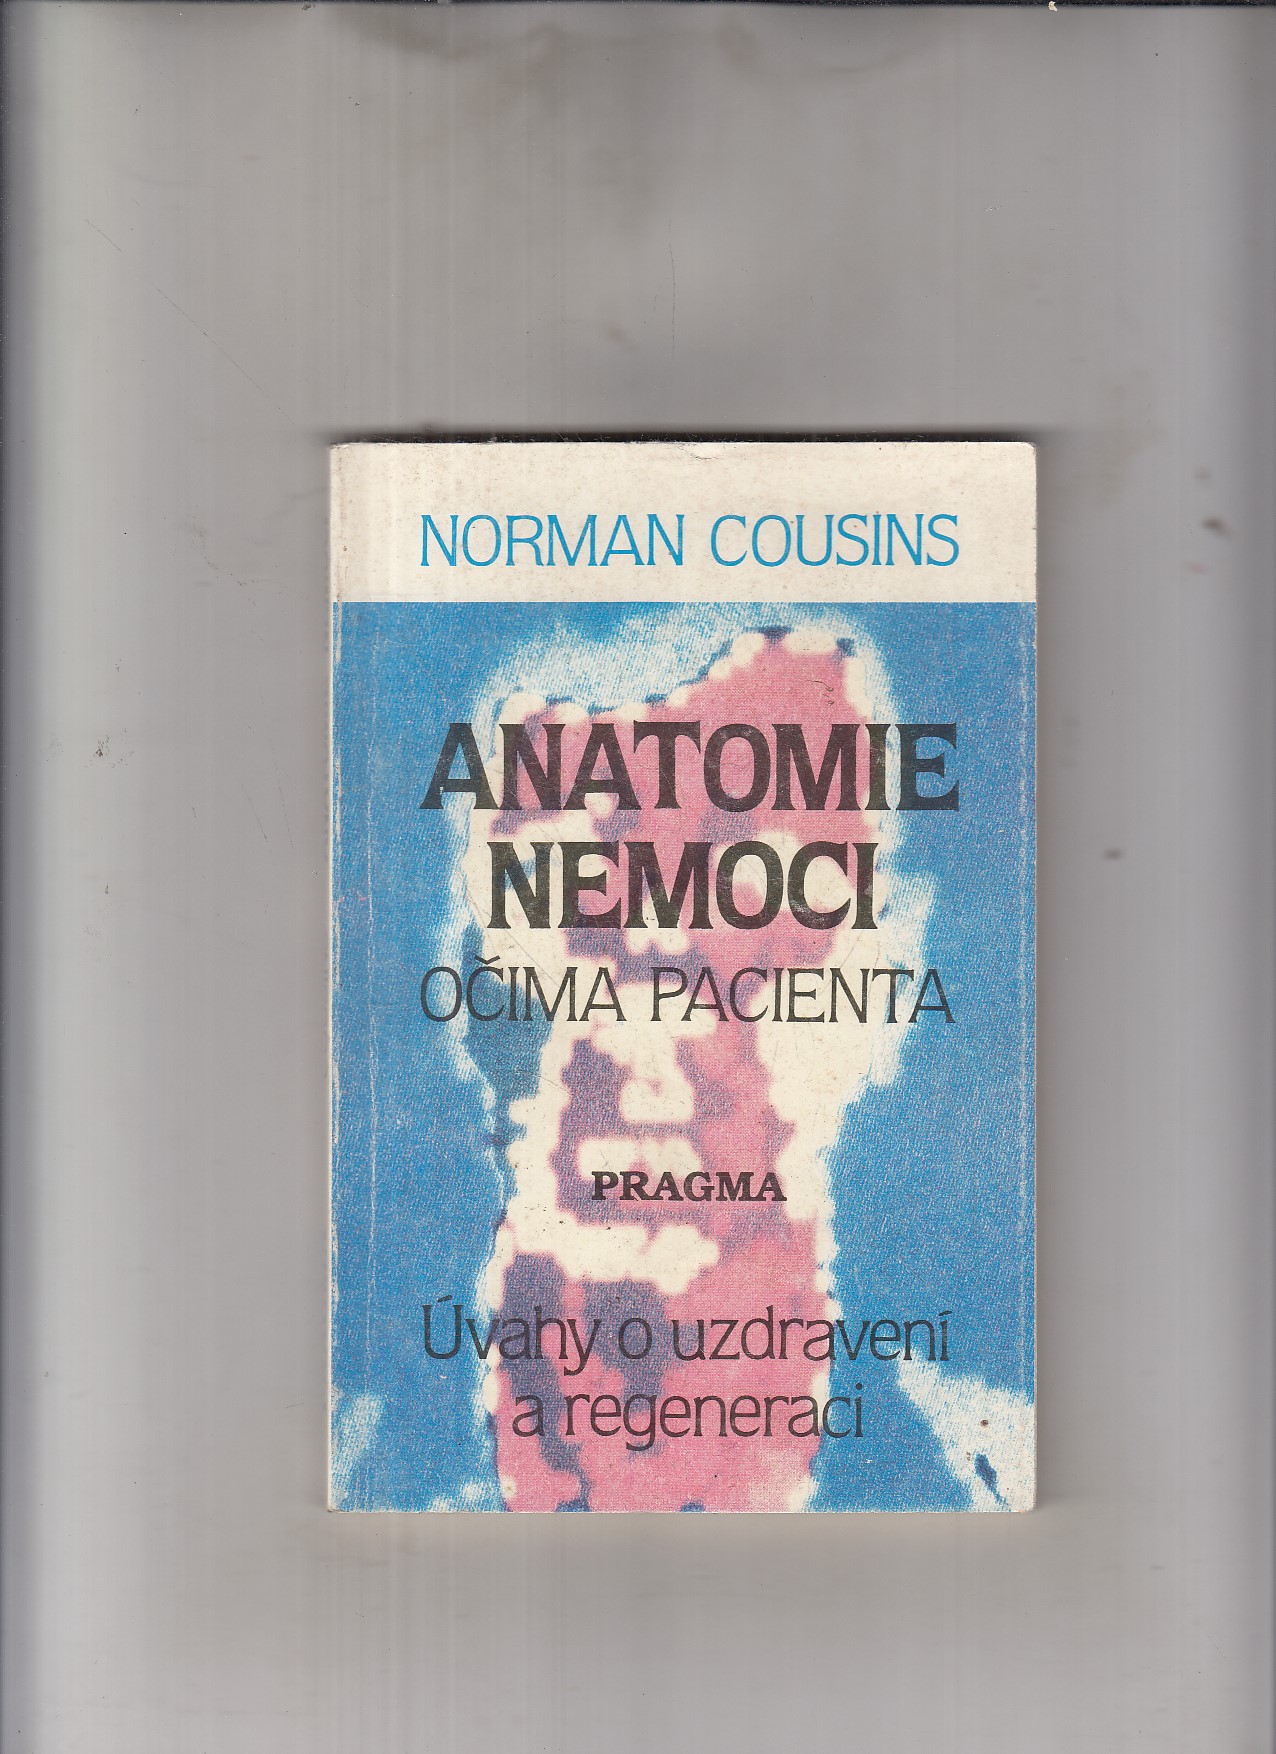 NORMAN COUSINS
ANATOMIE
NEMOCI
OČIMA PACIENTA
PRAGMA
Úvahy o uzdravení
a regeneraci